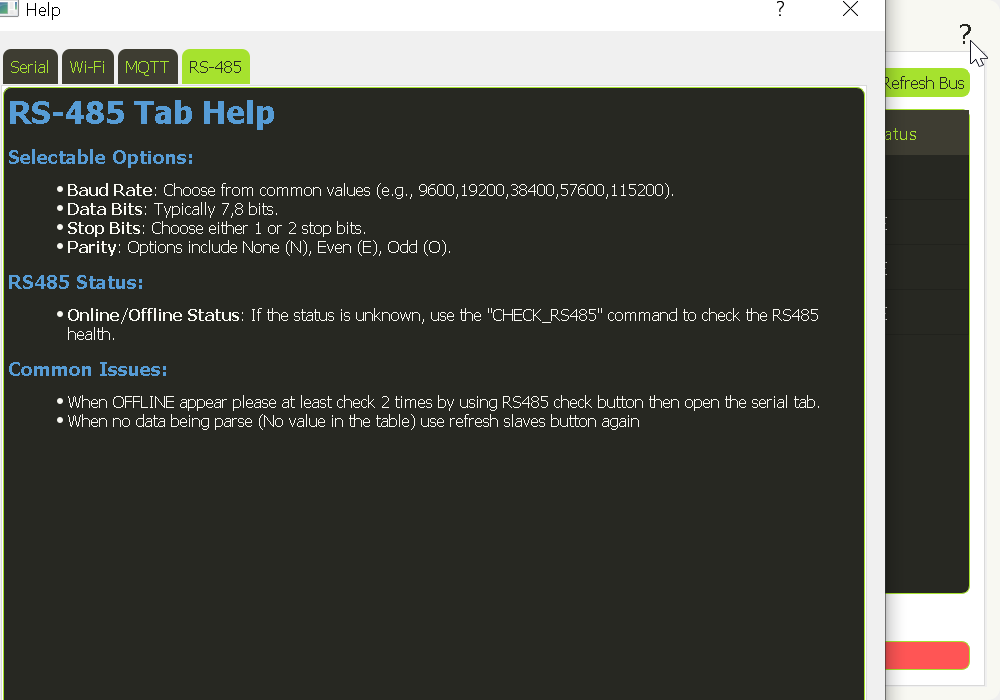 Help
?
?
Serial Wi-Fi MQTT RS-485
Refresh Bus
RS-485 Tab Help
atus
Selectable Options:
• Baud Rate: Choose from common values (e.g., 9600,19200,38400,57600,115200).
• Data Bits: Typically 7,8 bits.
• Stop Bits: Choose either 1 or 2 stop bits.
• Parity: Options include None (N), Even (E), Odd (O).
RS485 Status:
• Online/Offline Status: If the status is unknown, use the "CHECK_RS485" command to check the RS485
health.
Common Issues:
• When OFFLINE appear please at least check 2 times by using RS485 check button then open the serial tab.
• When no data being parse (No value in the table) use refresh slaves button again